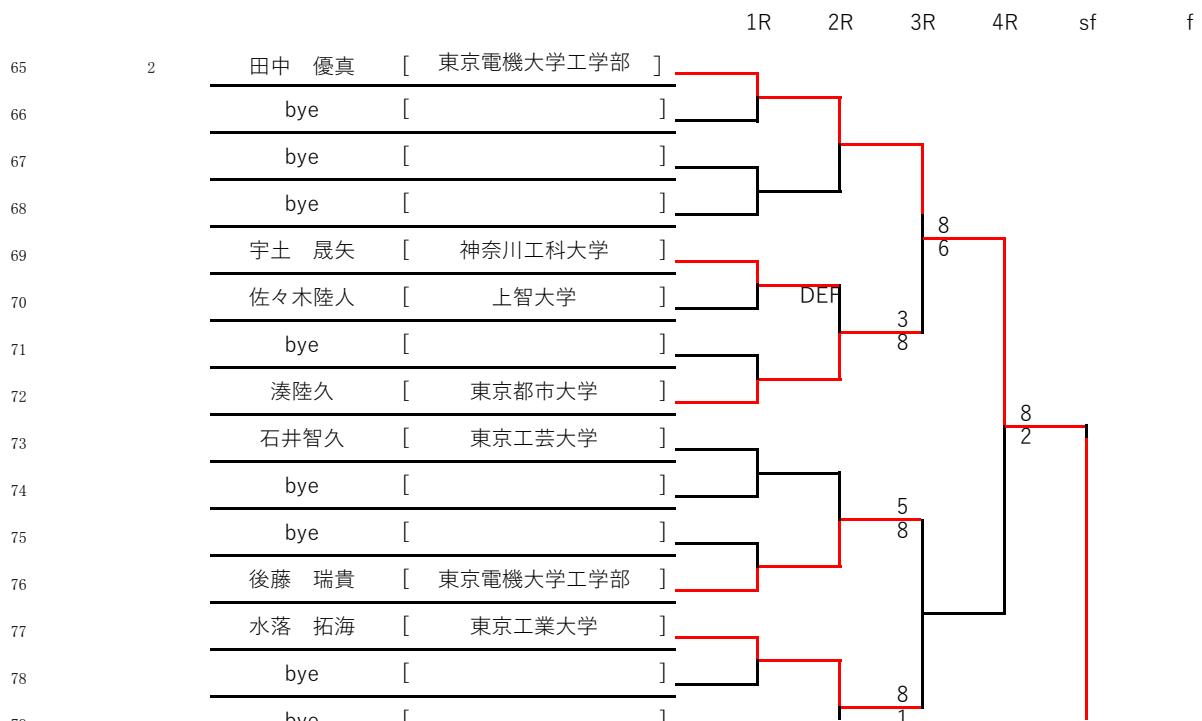 1R 2R 3R 4R sf f
65 2 田中　優真 [ 東京電機大学工学部 ]
66 bye [ ]
67 bye [ ]
68 bye [ ]
8
69 宇土　晟矢 [ 神奈川工科大学 ] 6
70 佐々木陸人 [ 上智大学 ] DEF
3
71 bye [ ] 8
72 湊陸久 [ 東京都市大学 ]
8
73 石井智久 [ 東京工芸大学 ] 2
74 bye [ ]
5
75 bye [ ] 8
76 後藤　瑞貴 [ 東京電機大学工学部 ]
77 水落　拓海 [ 東京工業大学 ]
78 bye [ ]
8
79 bye [ ] 1